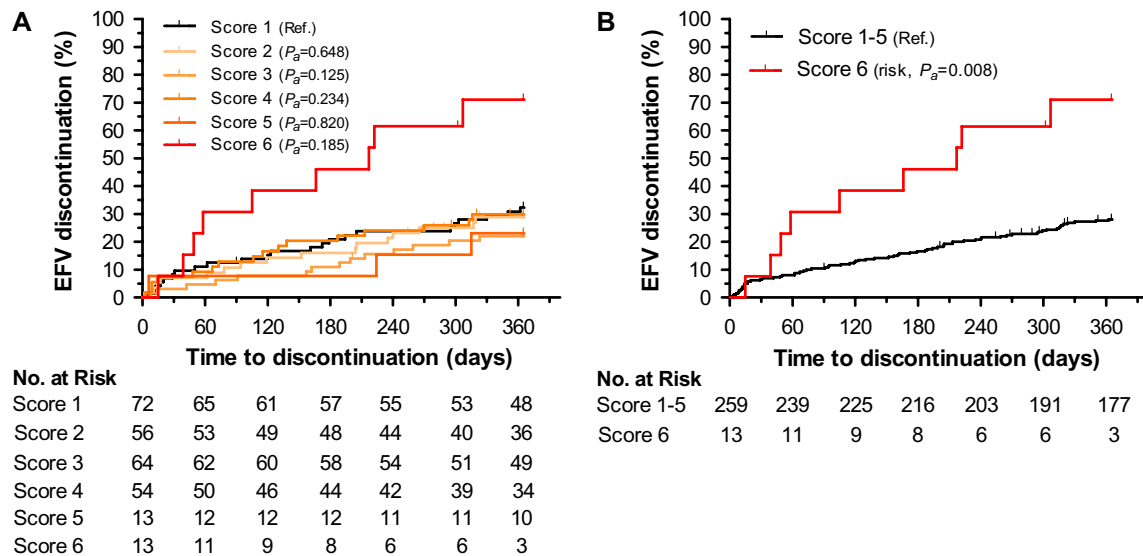 A
EFV discontinuation (%)
100
90
80
70
60
50
40
30
20
10
0
Score 1 (Ref.)
Score 2 (Pa=0.648)
Score 3 (Pa=0.125)
Score 4 (Pa=0.234)
Score 5 (Pa=0.820)
Score 6 (Pa=0.185)
0 60 120 180 240 300 360
Time to discontinuation (days)
No. at Risk
Score 1 72 65 61 57 55 53 48
Score 2 56 53 49 48 44 40 36
Score 3 64 62 60 58 54 51 49
Score 4 54 50 46 44 42 39 34
Score 5 13 12 12 12 11 11 10
Score 6 13 11 9 8 6 6 3
B
EFV discontinuation (%)
100
90
80
70
60
50
40
30
20
10
0
Score 1-5 (Ref.)
Score 6 (risk, Pa=0.008)
0 60 120 180 240 300 360
Time to discontinuation (days)
No. at Risk
Score 1-5 259 239 225 216 203 191 177
Score 6 13 11 9 8 6 6 3